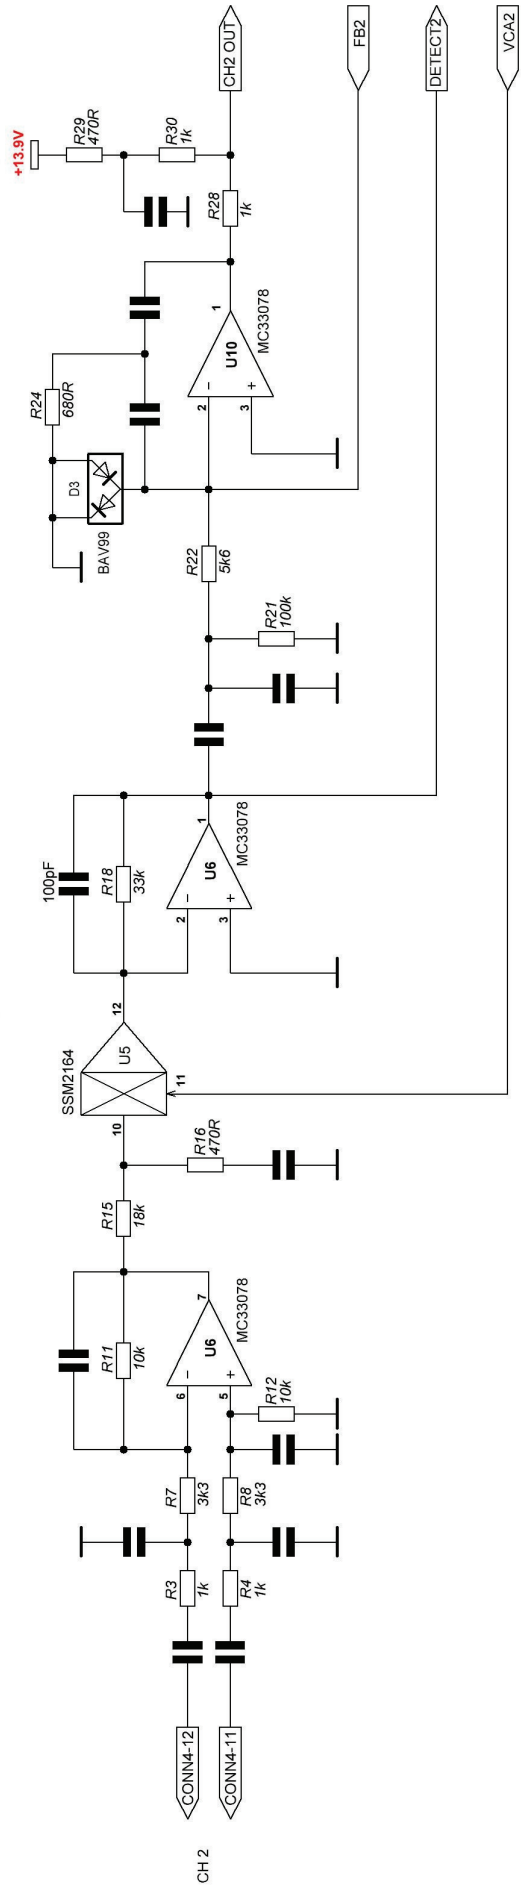 CH 2
CONN4-12
CONN4-11
R3
1k
R4
1k
R7
3k3
R8
3k3
R11
10k
6
5
−
+
U6
7
MC33078
R12
10k
R15
18k
R16
470R
10
SSM2164
U5
11
12
100pF
R18
33k
2
3
−
+
U6
1
MC33078
R21
100k
R22
5k6
BAV99
D3
R24
680R
2
3
−
+
U10
1
MC33078
R28
1k
+13.9V
R29
470R
R30
1k
CH2 OUT
FB2
DETECT2
VCA2